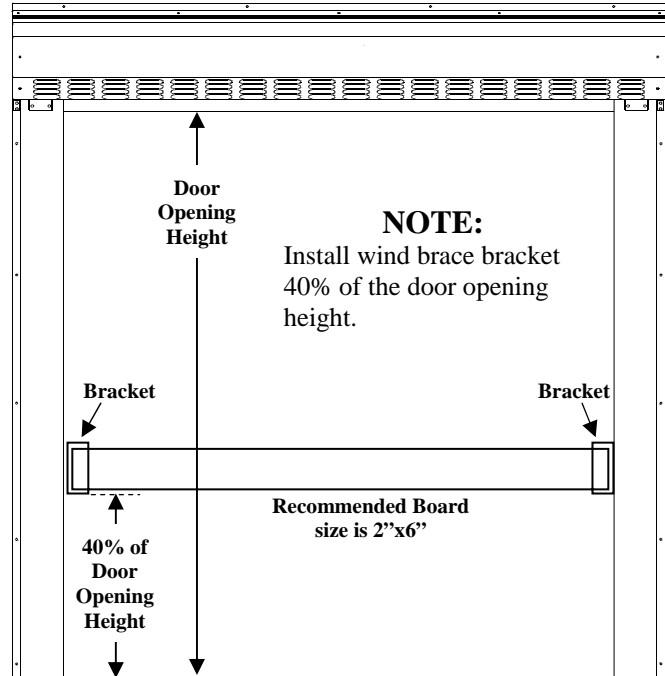 Door
Opening
Height
NOTE:
Install wind brace bracket
40% of the door opening
height.
Bracket
Bracket
Recommended Board
size is 2”x6”
40% of
Door
Opening
Height